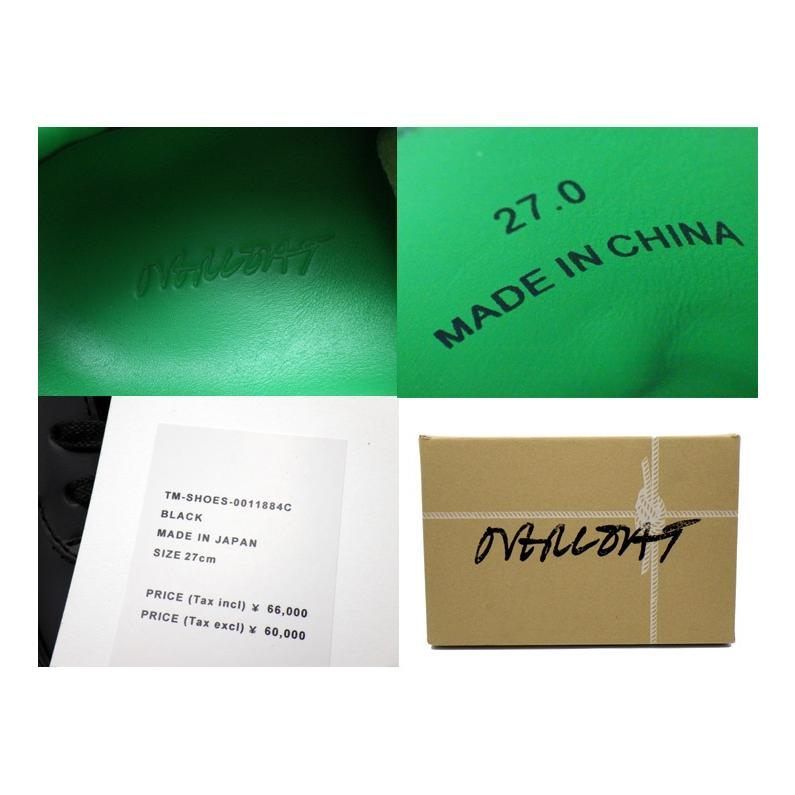 OVERCOAT
27.0
MADE IN CHINA
TM-SHOES-0011884C
BLACK
MADE IN JAPAN
SIZE 27cm
PRICE (Tax incl) ¥ 66,000
PRICE (Tax excl) ¥ 60,000
OVERCOAT